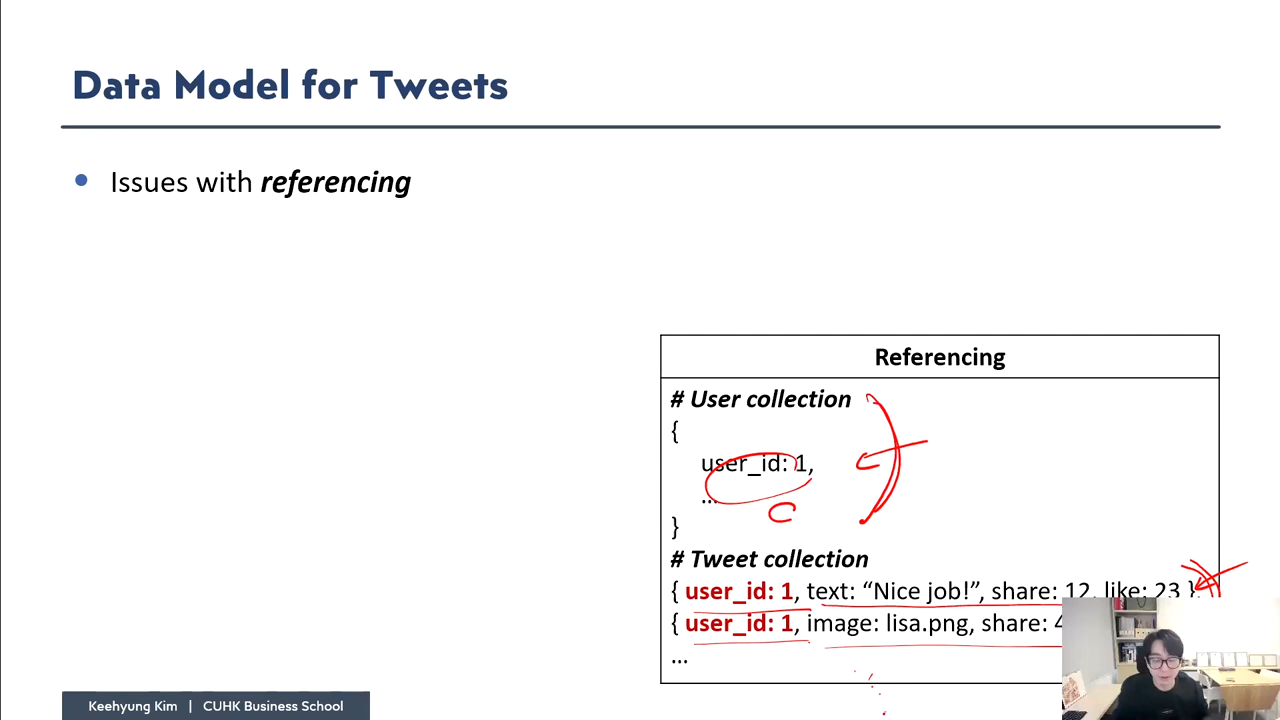 Data Model for Tweets
• Issues with referencing
Referencing
# User collection
{
user_id: 1,
...
}
# Tweet collection
{ user_id: 1, text: “Nice job!”, share: 12, like: 23 }
{ user_id: 1, image: lisa.png, share: 4
...
Keehyung Kim | CUHK Business School